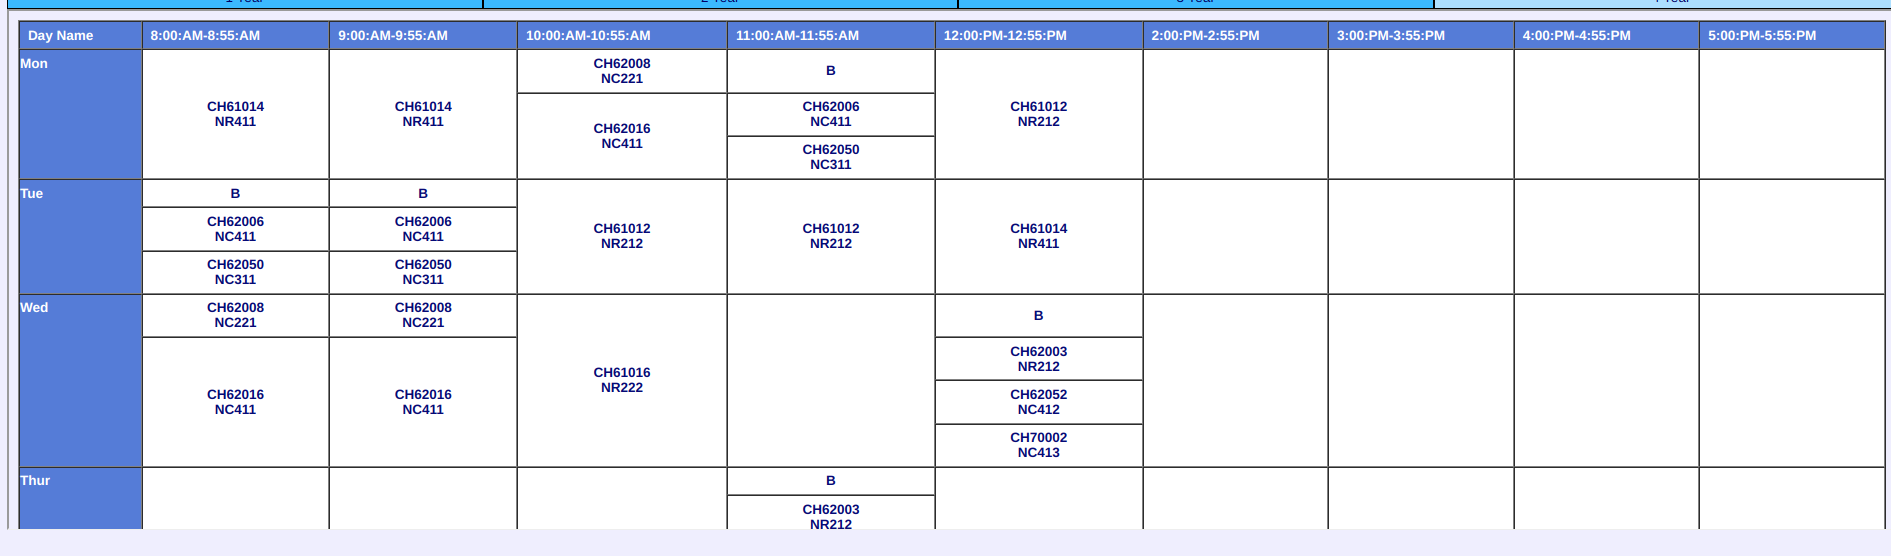 Day Name 8:00:AM-8:55:AM 9:00:AM-9:55:AM 10:00:AM-10:55:AM 11:00:AM-11:55:AM 12:00:PM-12:55:PM 2:00:PM-2:55:PM 3:00:PM-3:55:PM 4:00:PM-4:55:PM 5:00:PM-5:55:PM
Mon
CH61014
NR411
CH61014
NR411
CH62008
NC221
CH62016
NC411
B
CH62006
NC411
CH62050
NC311
CH61012
NR212
Tue
B
CH62006
NC411
CH62050
NC311
B
CH62006
NC411
CH62050
NC311
CH61012
NR212
CH61012
NR212
CH61014
NR411
Wed
CH62008
NC221
CH62016
NC411
CH62008
NC221
CH62016
NC411
CH61016
NR222
B
CH62003
NR212
CH62052
NC412
CH70002
NC413
Thur
B
CH62003
NR212